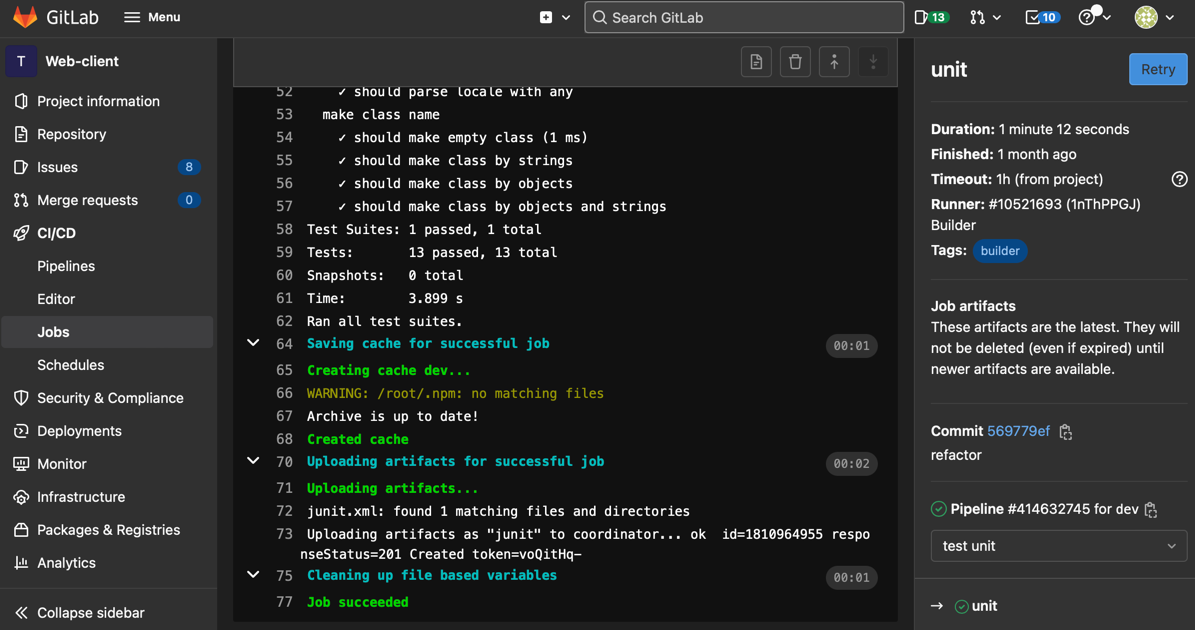 GitLab
Menu
Search GitLab
13
10
T Web-client
Project information
Repository
Issues 8
Merge requests 0
CI/CD
Pipelines
Editor
Jobs
Schedules
Security & Compliance
Deployments
Monitor
Infrastructure
Packages & Registries
Analytics
Collapse sidebar
52 ✓ should parse locale with any
53 make class name
54 ✓ should make empty class (1 ms)
55 ✓ should make class by strings
56 ✓ should make class by objects
57 ✓ should make class by objects and strings
58 Test Suites: 1 passed, 1 total
59 Tests: 13 passed, 13 total
60 Snapshots: 0 total
61 Time: 3.899 s
62 Ran all test suites.
64 Saving cache for successful job 00:01
65 Creating cache dev...
66 WARNING: /root/.npm: no matching files
67 Archive is up to date!
68 Created cache
70 Uploading artifacts for successful job 00:02
71 Uploading artifacts...
72 junit.xml: found 1 matching files and directories
73 Uploading artifacts as "junit" to coordinator... ok id=1810964955 respo
nseStatus=201 Created token=voQitHq-
75 Cleaning up file based variables 00:01
77 Job succeeded
unit
Retry
Duration: 1 minute 12 seconds
Finished: 1 month ago
Timeout: 1h (from project)
Runner: #10521693 (1nThPPGJ)
Builder
Tags: builder
Job artifacts
These artifacts are the latest. They will
not be deleted (even if expired) until
newer artifacts are available.
Commit 569779ef
refactor
Pipeline #414632745 for dev
test unit
→ unit